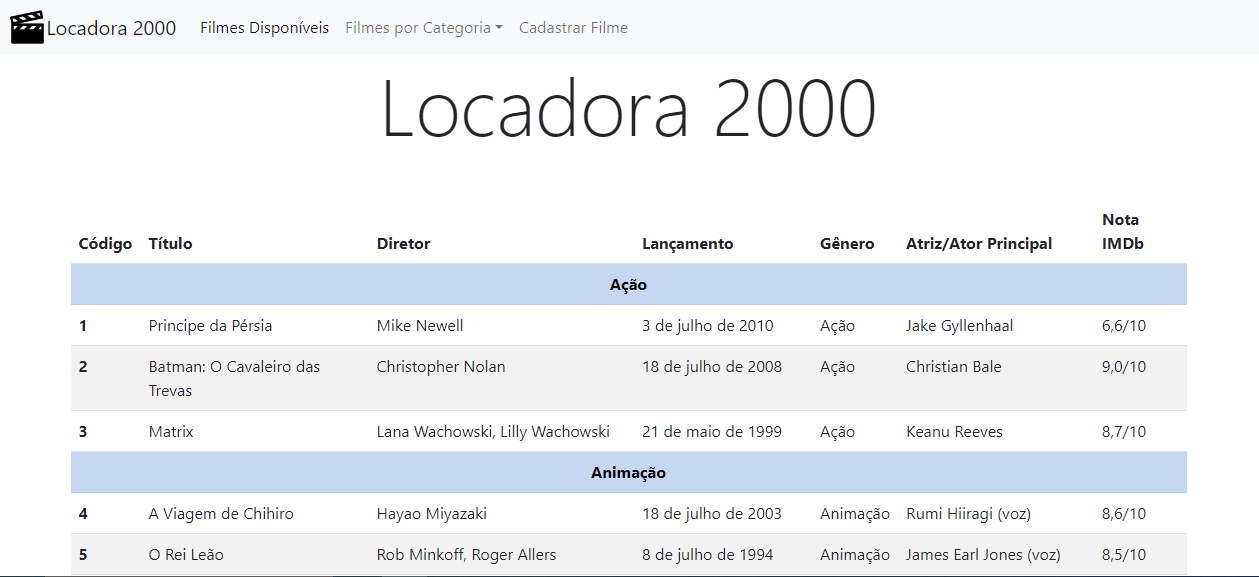 Locadora 2000 Filmes Disponíveis Filmes por Categoria Cadastrar Filme
Locadora 2000
Nota
Código Título Diretor Lançamento Gênero Atriz/Ator Principal IMDb
Ação
1 Principe da Pérsia Mike Newell 3 de julho de 2010 Ação Jake Gyllenhaal 6,6/10
2 Batman: O Cavaleiro das Christopher Nolan 18 de julho de 2008 Ação Christian Bale 9,0/10
Trevas
3 Matrix Lana Wachowski, Lilly Wachowski 21 de maio de 1999 Ação Keanu Reeves 8,7/10
Animação
4 A Viagem de Chihiro Hayao Miyazaki 18 de julho de 2003 Animação Rumi Hiiragi (voz) 8,6/10
5 O Rei Leão Rob Minkoff, Roger Allers 8 de julho de 1994 Animação James Earl Jones (voz) 8,5/10